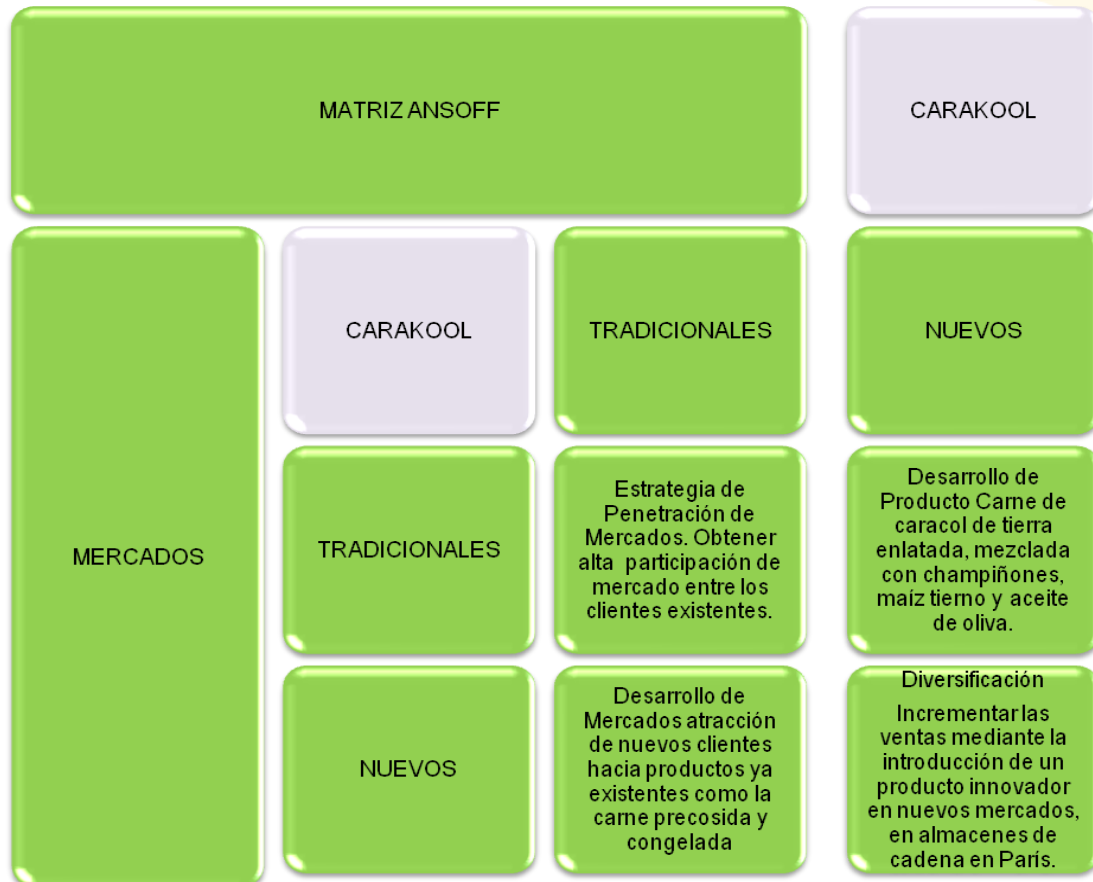 MATRIZ ANSOFF
CARAKOOL
MERCADOS
CARAKOOL
TRADICIONALES
NUEVOS
TRADICIONALES
Estrategia de
Penetración de
Mercados. Obtener
alta participación de
mercado entre los
clientes existentes.
Desarrollo de
Producto Carne de
caracol de tierra
enlatada, mezclada
con champiñones,
maíz tierno y aceite
de oliva.
NUEVOS
Desarrollo de
Mercados atracción
de nuevos clientes
hacia productos ya
existentes como la
carne precosida y
congelada
Diversificación
Incrementar las
ventas mediante la
introducción de un
producto innovador
en nuevos mercados,
en almacenes de
cadena en París.